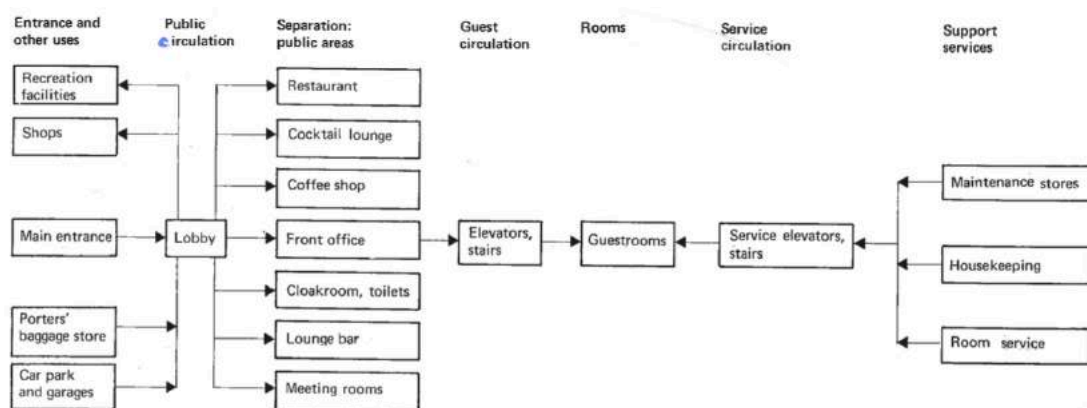 Entrance and
other uses
Public
circulation
Separation:
public areas
Guest
circulation
Rooms
Service
circulation
Support
services
Recreation
facilities
Shops
Main entrance
Porters'
baggage store
Car park
and garages
Lobby
Restaurant
Cocktail lounge
Coffee shop
Front office
Cloakroom, toilets
Lounge bar
Meeting rooms
Elevators,
stairs
Guestrooms
Service elevators,
stairs
Maintenance stores
Housekeeping
Room service